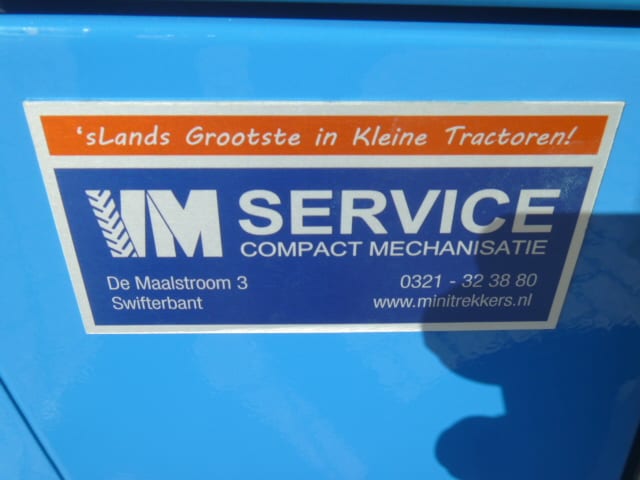 'sLands Grootste in Kleine Tractoren!
VM SERVICE
COMPACT MECHANISATIE
De Maalstroom 3
0321 - 32 38 80
Swifterbant
www.minitrekkers.nl